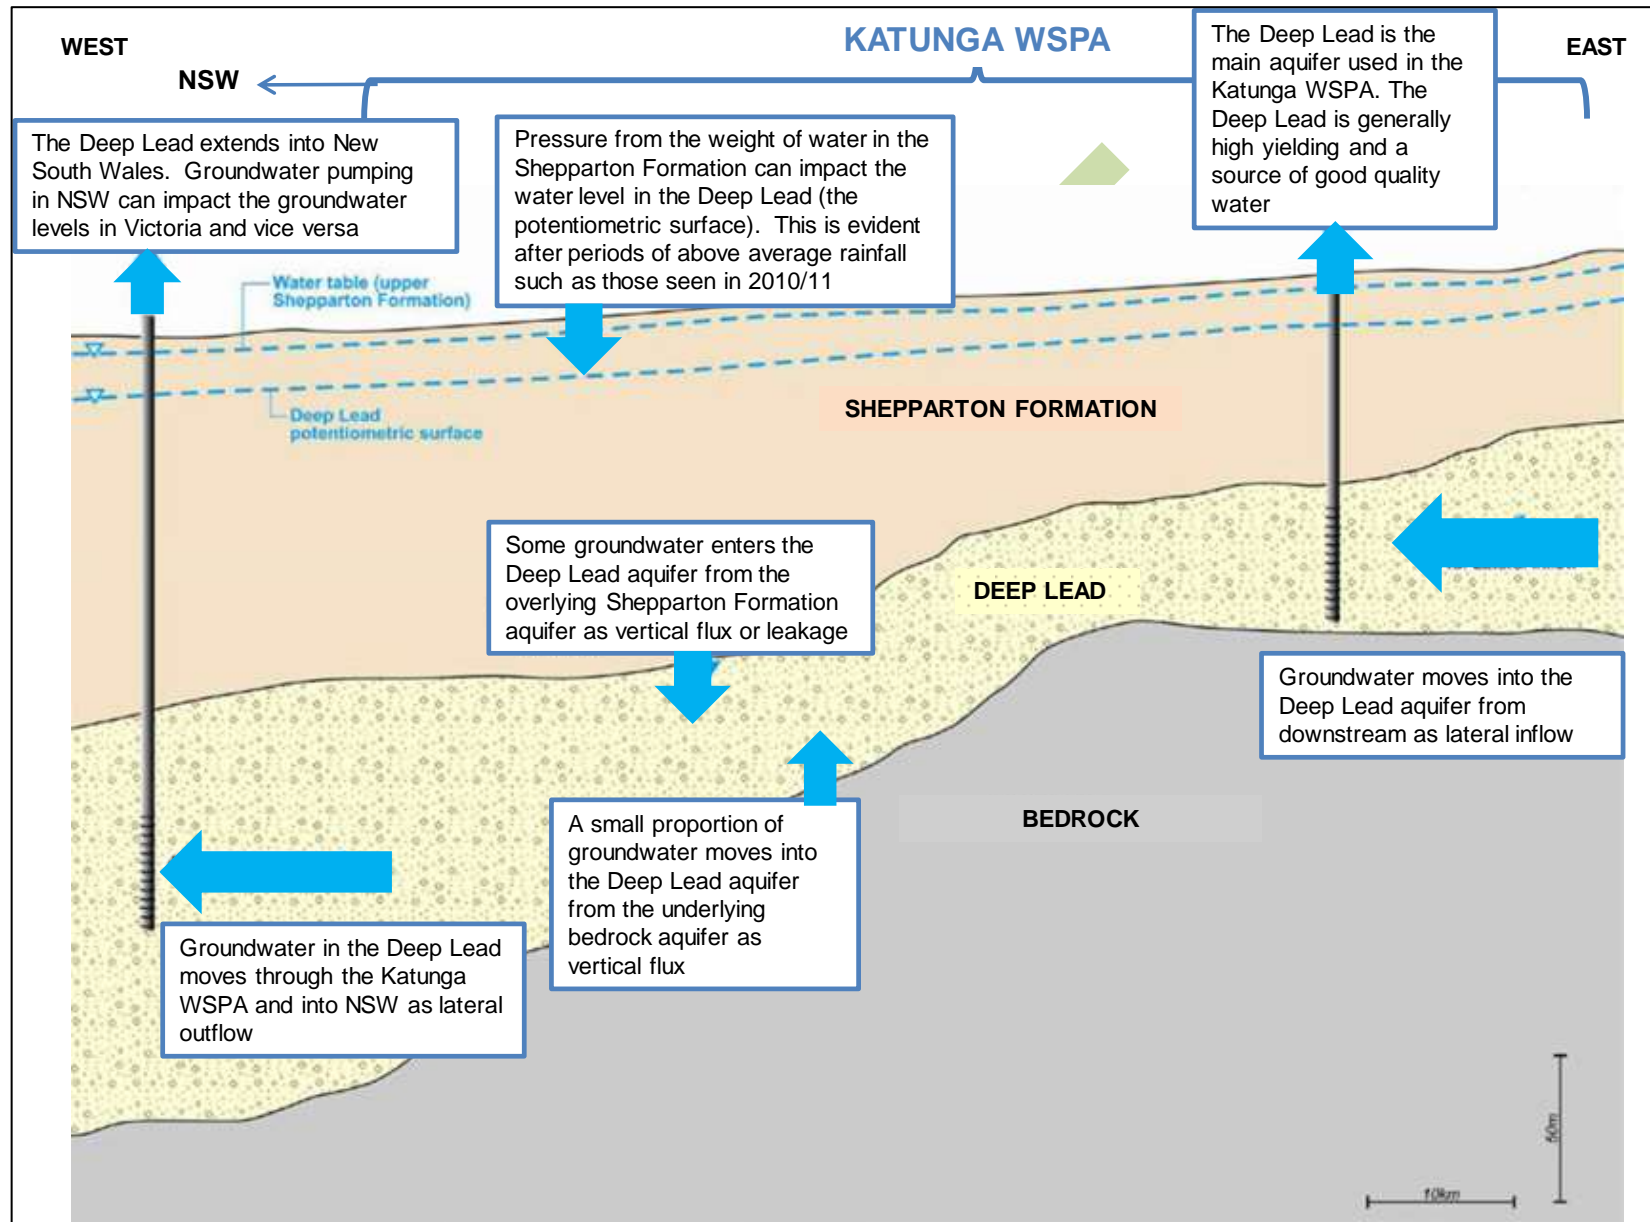 WEST
KATUNGA WSPA
EAST
NSW
The Deep Lead is the
main aquifer used in the
Katunga WSPA. The
Deep Lead is generally
high yielding and a
source of good quality
water
The Deep Lead extends into New
South Wales.  Groundwater pumping
in NSW can impact the groundwater
levels in Victoria and vice versa
Pressure from the weight of water in the
Shepparton Formation can impact the
water level in the Deep Lead (the
potentiometric surface).  This is evident
after periods of above average rainfall
such as those seen in 2010/11
Water table (upper
Shepparton Formation)
Deep Lead
potentiometric surface
SHEPPARTON FORMATION
Some groundwater enters the
Deep Lead aquifer from the
overlying Shepparton Formation
aquifer as vertical flux or leakage
DEEP LEAD
Groundwater moves into the
Deep Lead aquifer from
downstream as lateral inflow
BEDROCK
A small proportion of
groundwater moves into
the Deep Lead aquifer
from the underlying
bedrock aquifer as
vertical flux
Groundwater in the Deep Lead
moves through the Katunga
WSPA and into NSW as lateral
outflow
50m
10km